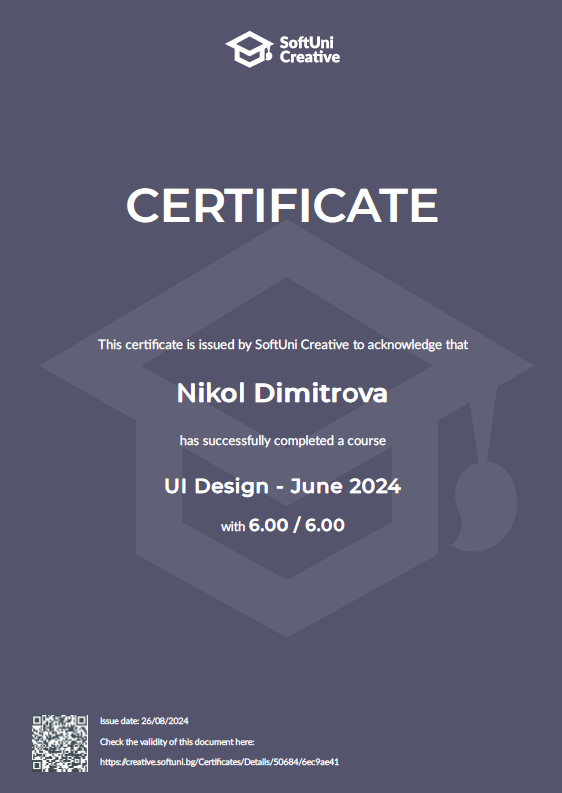 SoftUni
Creative
CERTIFICATE
This certificate is issued by SoftUni Creative to acknowledge that
Nikol Dimitrova
has successfully completed a course
UI Design - June 2024
with 6.00 / 6.00
Issue date: 26/08/2024
Check the validity of this document here:
https://creative.softuni.bg/Certificates/Details/50684/6ec9ae41